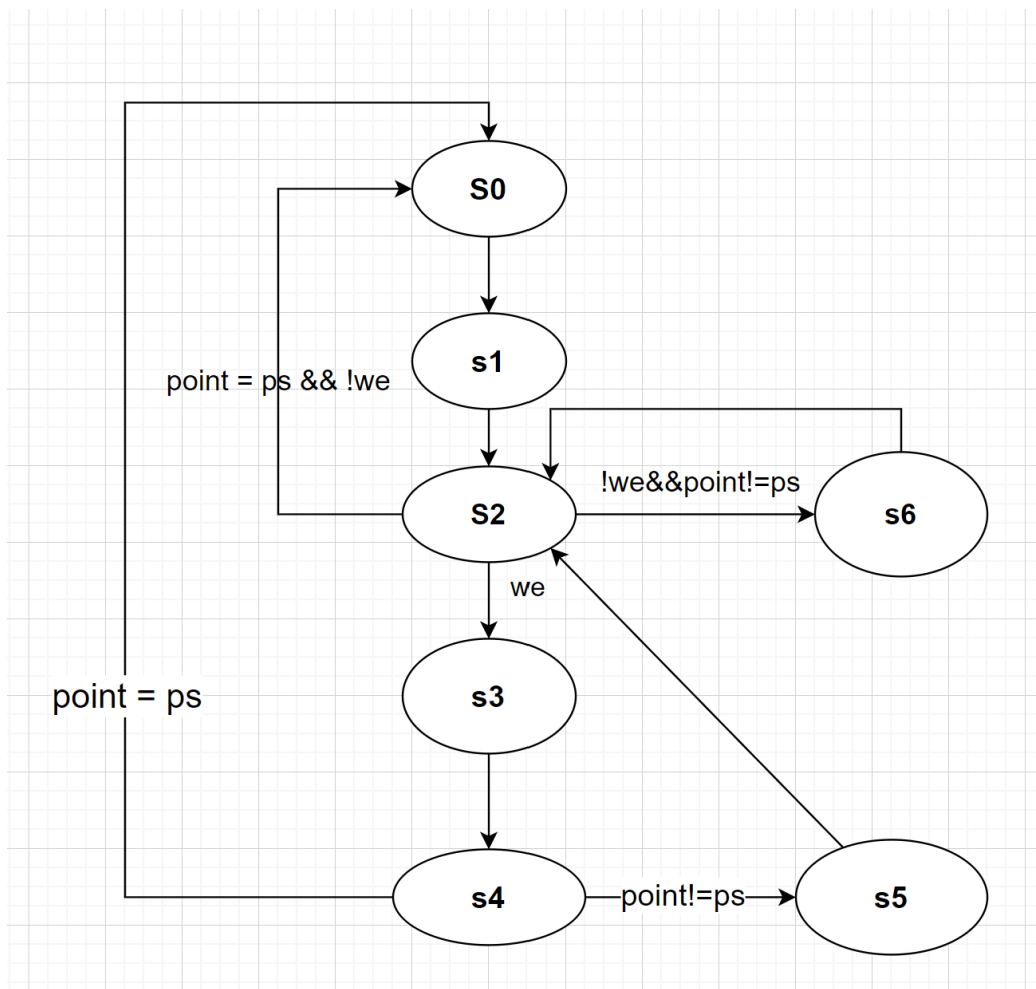 S0
s1
point = ps && !we
!we&&point!=ps
S2
s6
we
point = ps
s3
s4
point!=ps
s5